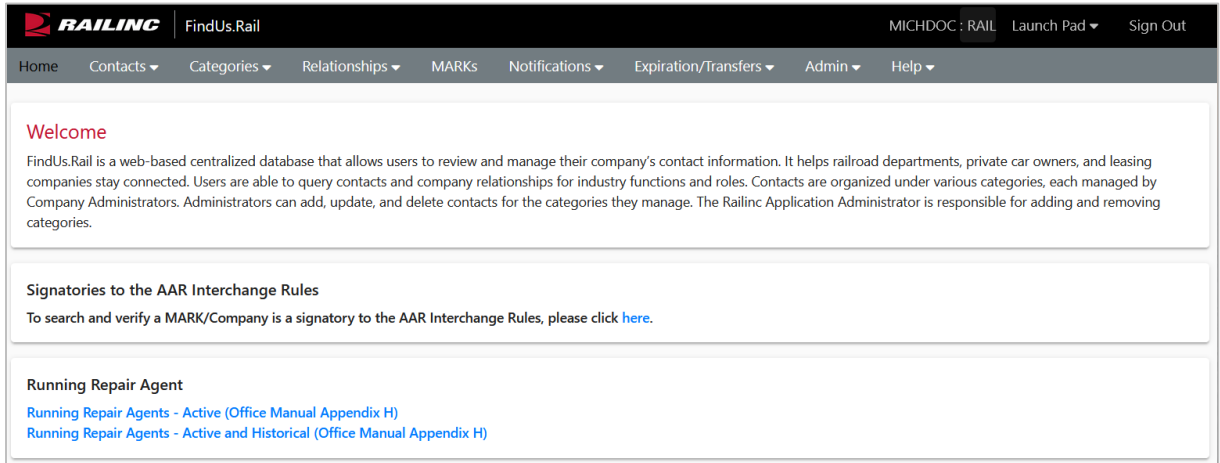 RAILINC FindUs.Rail MICHDOC : RAIL Launch Pad Sign Out
Home Contacts Categories Relationships MARKs Notifications Expiration/Transfers Admin Help
Welcome
FindUs.Rail is a web-based centralized database that allows users to review and manage their company's contact information. It helps railroad departments, private car owners, and leasing
companies stay connected. Users are able to query contacts and company relationships for industry functions and roles. Contacts are organized under various categories, each managed by
Company Administrators. Administrators can add, update, and delete contacts for the categories they manage. The Railinc Application Administrator is responsible for adding and removing
categories.
Signatories to the AAR Interchange Rules
To search and verify a MARK/Company is a signatory to the AAR Interchange Rules, please click here.
Running Repair Agent
Running Repair Agents - Active (Office Manual Appendix H)
Running Repair Agents - Active and Historical (Office Manual Appendix H)